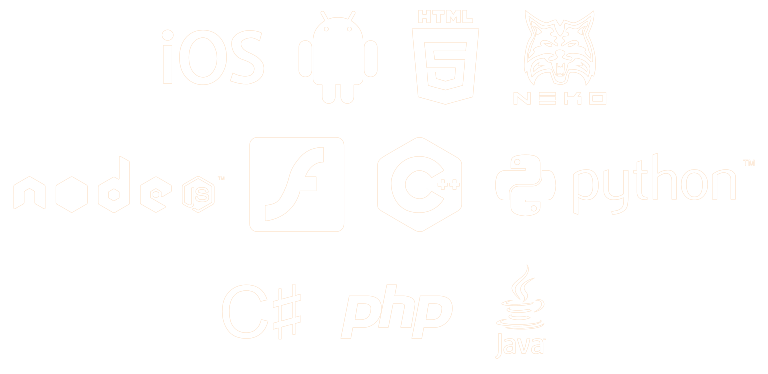 iOS HTML 5 NEKO
node JS ™ f C++ python ™
C# php Java